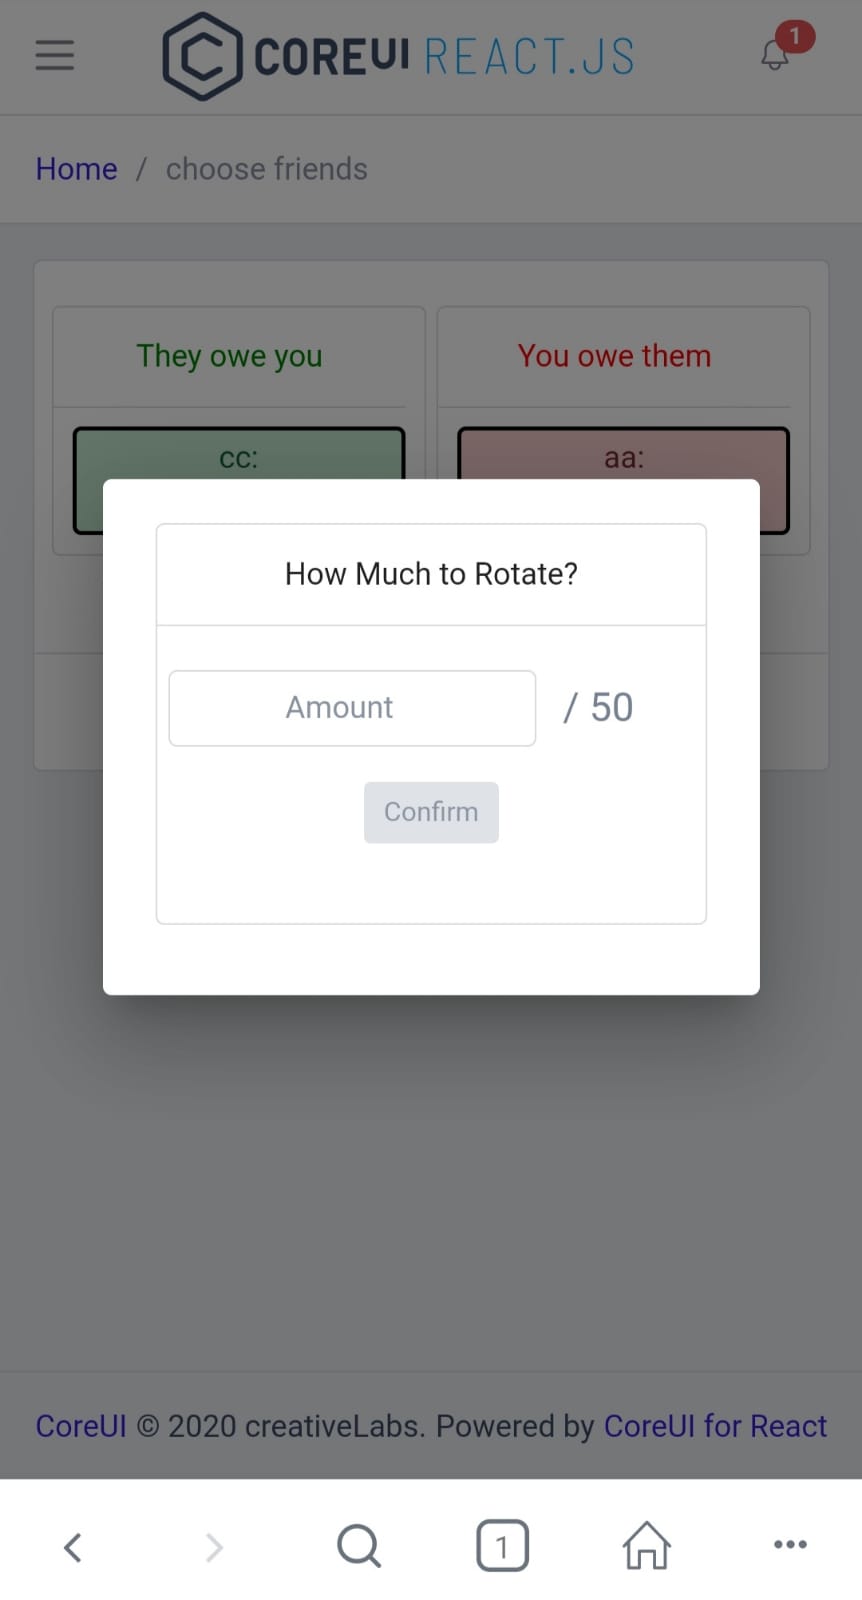 COREUI REACT.JS
1
Home / choose friends
They owe you
You owe them
cc:
aa:
How Much to Rotate?
Amount / 50
Confirm
CoreUI © 2020 creativeLabs. Powered by CoreUI for React
1